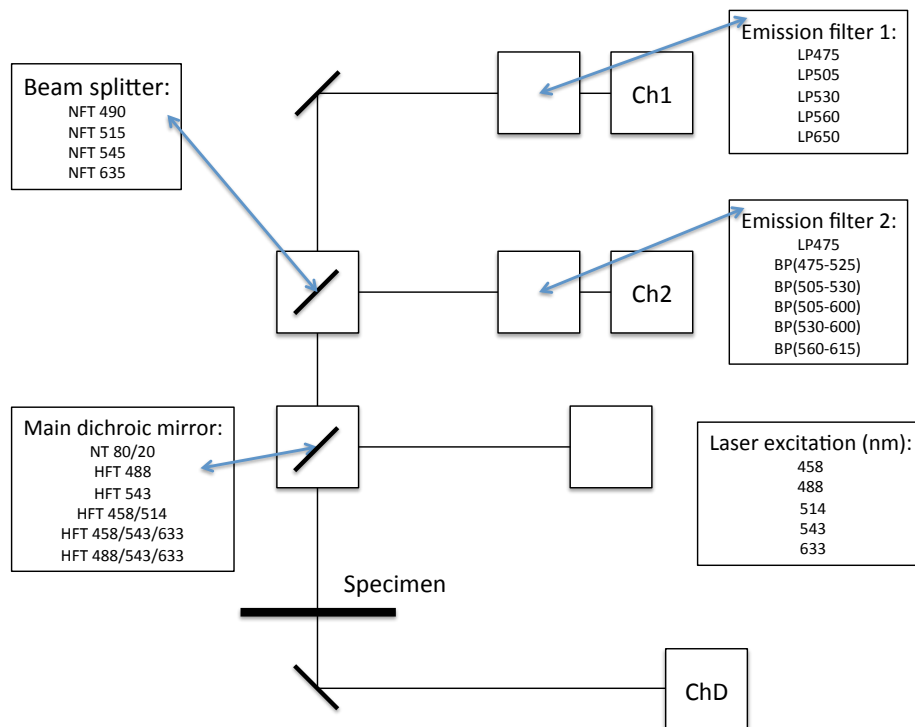 Emission filter 1:
LP475
LP505
LP530
LP560
LP650
Beam splitter:
NFT 490
NFT 515
NFT 545
NFT 635
Ch1
Emission filter 2:
LP475
BP(475-525)
BP(505-530)
BP(505-600)
BP(530-600)
BP(560-615)
Ch2
Main dichroic mirror:
NT 80/20
HFT 488
HFT 543
HFT 458/514
HFT 458/543/633
HFT 488/543/633
Laser excitation (nm):
458
488
514
543
633
Specimen
ChD